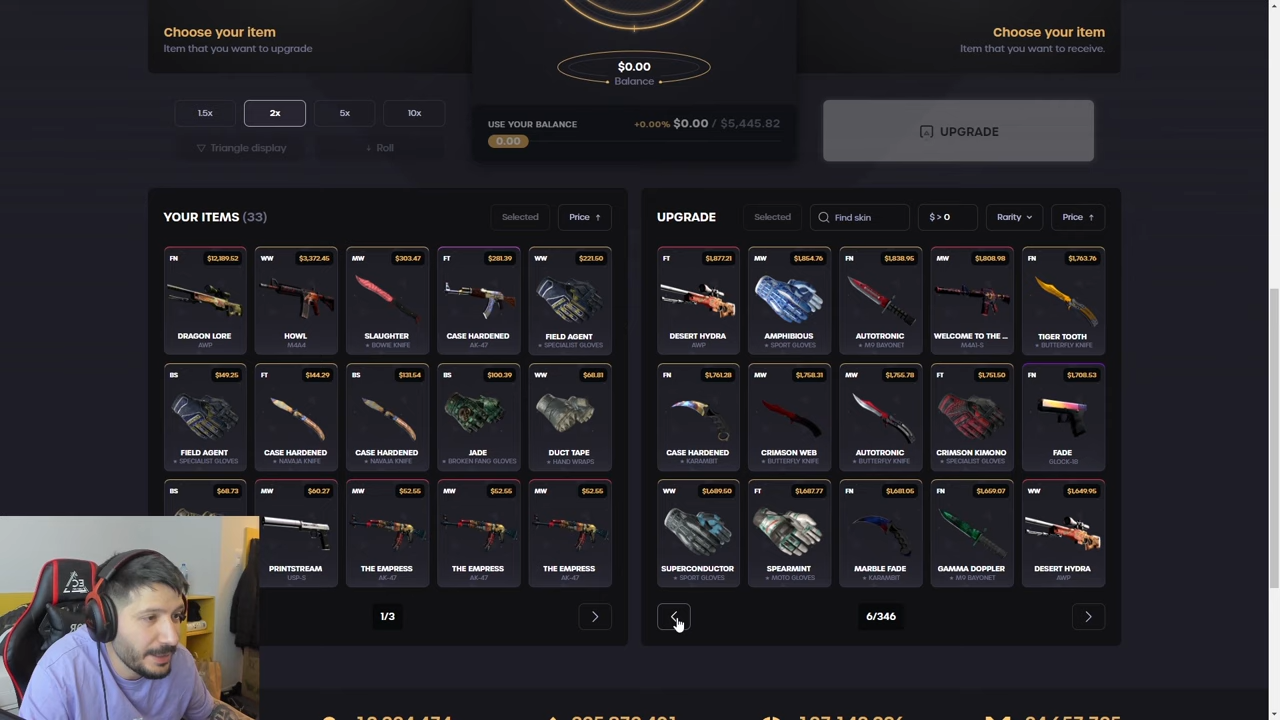 Choose your item
Item that you want to upgrade
Choose your item
Item that you want to receive.
$0.00
Balance
1.5x
2x
5x
10x
Triangle display
Roll
USE YOUR BALANCE
+0.00% $0.00 / $5,445.82
0.00
UPGRADE
YOUR ITEMS (33)
Selected
Price ↑
UPGRADE
Selected
Find skin
$ > 0
Rarity
Price ↑
FN $12,189.52
DRAGON LORE
AWP
WW $3,372.45
HOWL
M4A4
MW $303.47
SLAUGHTER
★ BOWIE KNIFE
FT $281.39
CASE HARDENED
AK-47
WW $221.50
FIELD AGENT
★ SPECIALIST GLOVES
FT $1,877.21
DESERT HYDRA
AWP
MW $1,854.76
AMPHIBIOUS
★ SPORT GLOVES
FN $1,838.95
AUTOTRONIC
★ M9 BAYONET
MW $1,808.98
WELCOME TO THE ...
M4A1-S
FN $1,763.76
TIGER TOOTH
★ BUTTERFLY KNIFE
BS $149.25
FIELD AGENT
★ SPECIALIST GLOVES
FT $144.29
CASE HARDENED
★ NAVAJA KNIFE
BS $131.54
CASE HARDENED
★ NAVAJA KNIFE
BS $100.39
JADE
★ BROKEN FANG GLOVES
WW $68.81
DUCT TAPE
★ HAND WRAPS
FN $1,761.28
CASE HARDENED
★ KARAMBIT
MW $1,758.31
CRIMSON WEB
★ BUTTERFLY KNIFE
MW $1,755.78
AUTOTRONIC
★ BUTTERFLY KNIFE
FT $1,751.50
CRIMSON KIMONO
★ SPECIALIST GLOVES
FN $1,708.53
FADE
GLOCK-18
BS $68.73
MW $60.27
PRINTSTREAM
USP-S
MW $52.55
THE EMPRESS
AK-47
MW $52.55
THE EMPRESS
AK-47
MW $52.55
THE EMPRESS
AK-47
WW $1,689.50
SUPERCONDUCTOR
★ SPORT GLOVES
FT $1,687.77
SPEARMINT
★ MOTO GLOVES
FN $1,681.05
MARBLE FADE
★ KARAMBIT
FN $1,659.07
GAMMA DOPPLER
★ M9 BAYONET
WW $1,649.95
DESERT HYDRA
AWP
1/3
6/346